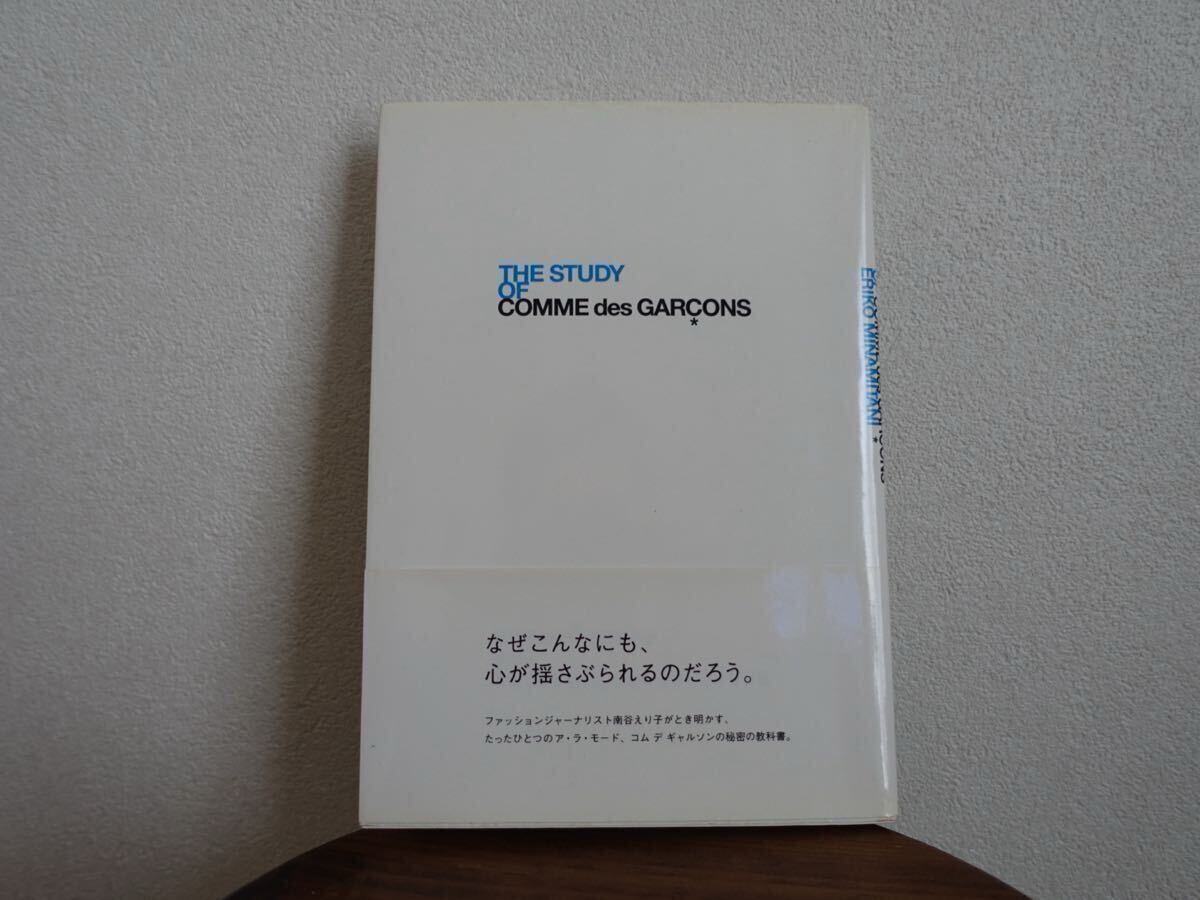 THE STUDY
OF
COMME des GARÇONS
*
ERIKO MINAMITANI
*
なぜこんなにも、
心が揺さぶられるのだろう。
ファッションジャーナリスト南谷えり子がとき明かす、
たったひとつのア・ラ・モード、コム デ ギャルソンの秘密の教科書。